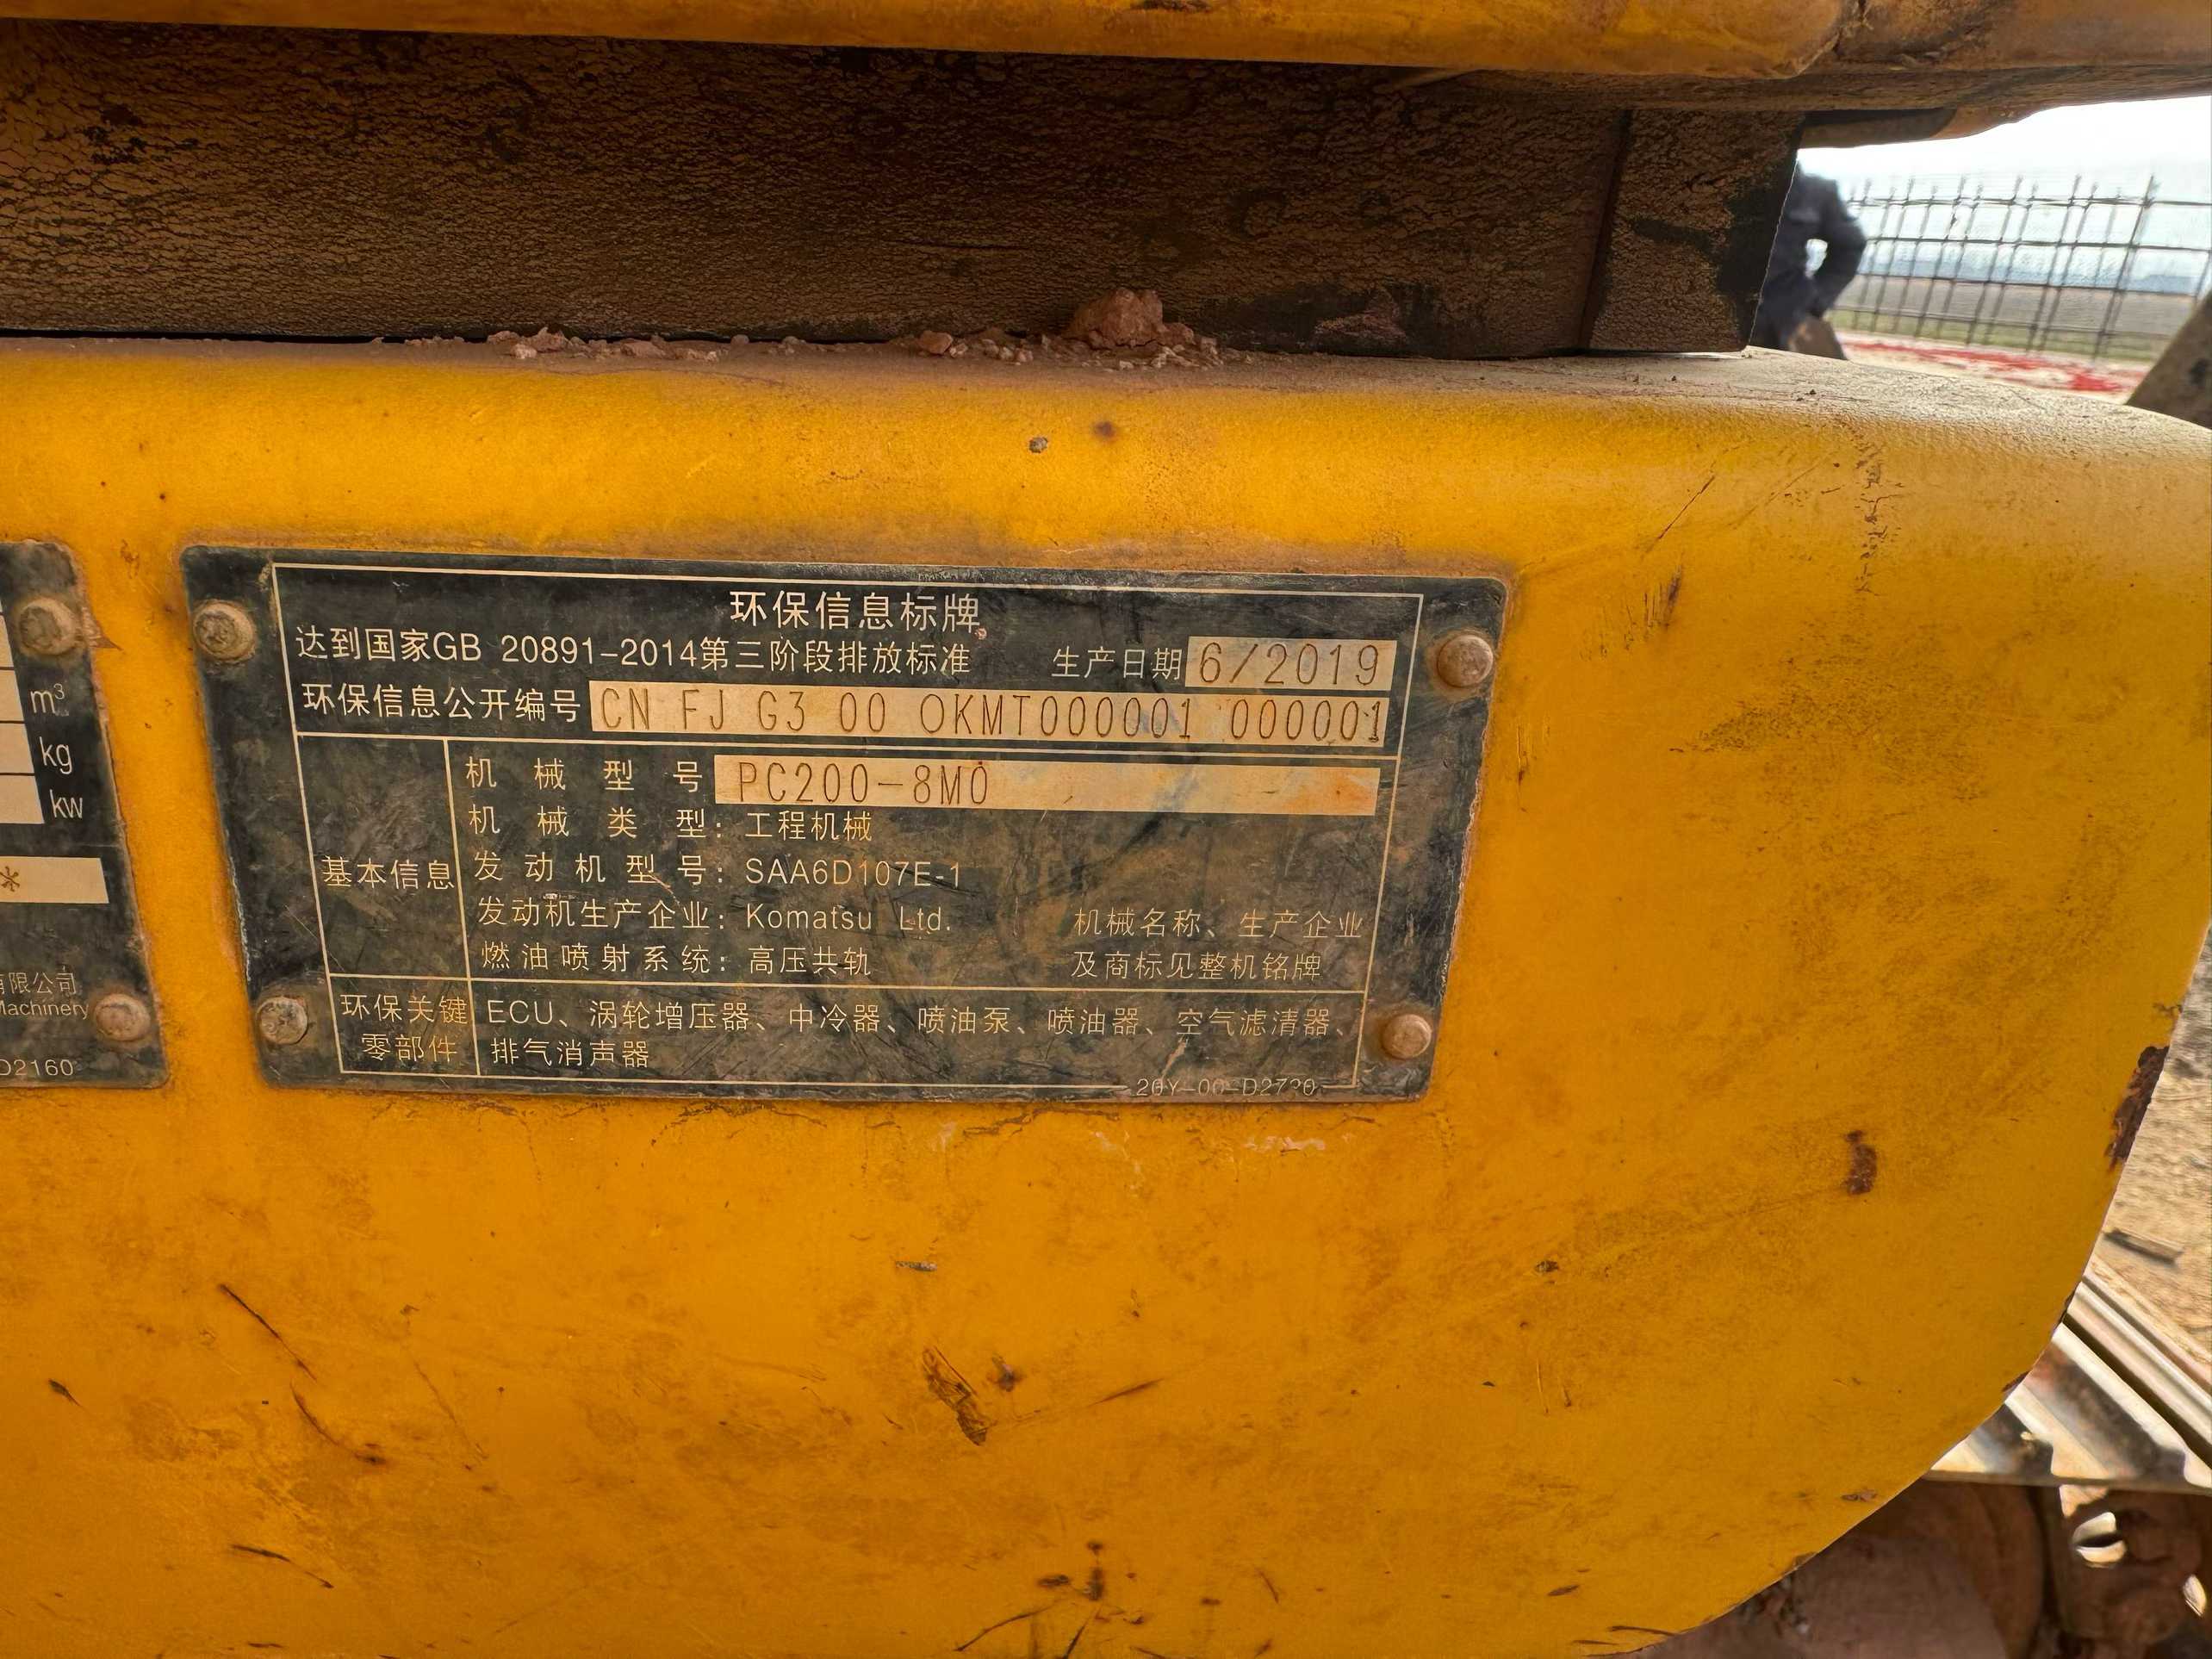 m³
kg
kw
*
有限公司
Machinery
D2160
环保信息标牌
达到国家GB 20891-2014第三阶段排放标准 生产日期 6/2019
环保信息公开编号 CN FJ G3 00 0KMT000001 000001
基本信息
机械型号 PC200-8M0
机械类型：工程机械
发动机型号：SAA6D107E-1
发动机生产企业：Komatsu Ltd.
燃油喷射系统：高压共轨
机械名称、生产企业
及商标见整机铭牌
环保关键
零部件
ECU、涡轮增压器、中冷器、喷油泵、喷油器、空气滤清器、
排气消声器